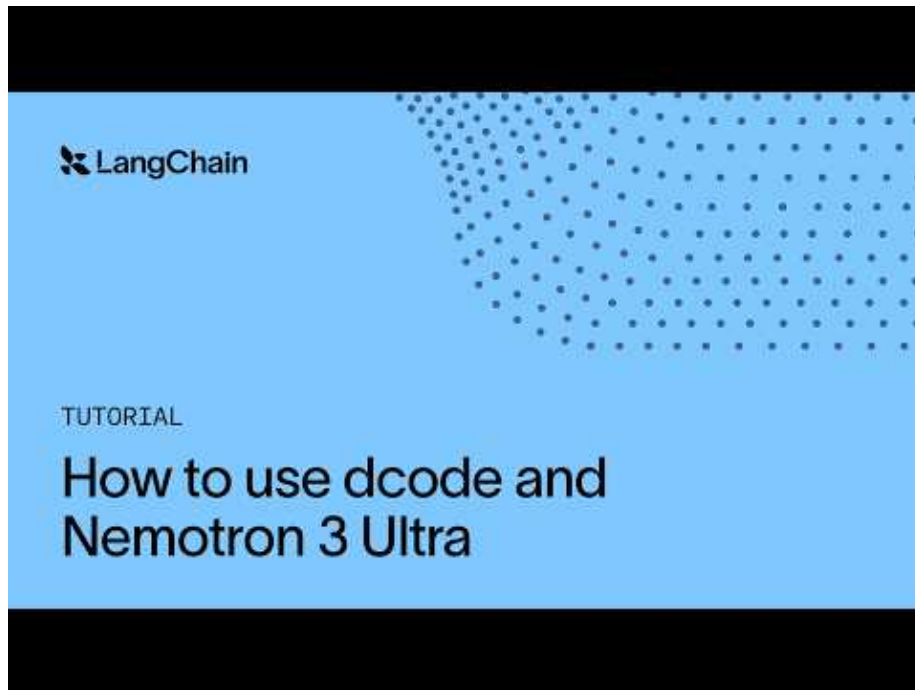 LangChain
TUTORIAL
How to use dcode and
Nemotron 3 Ultra